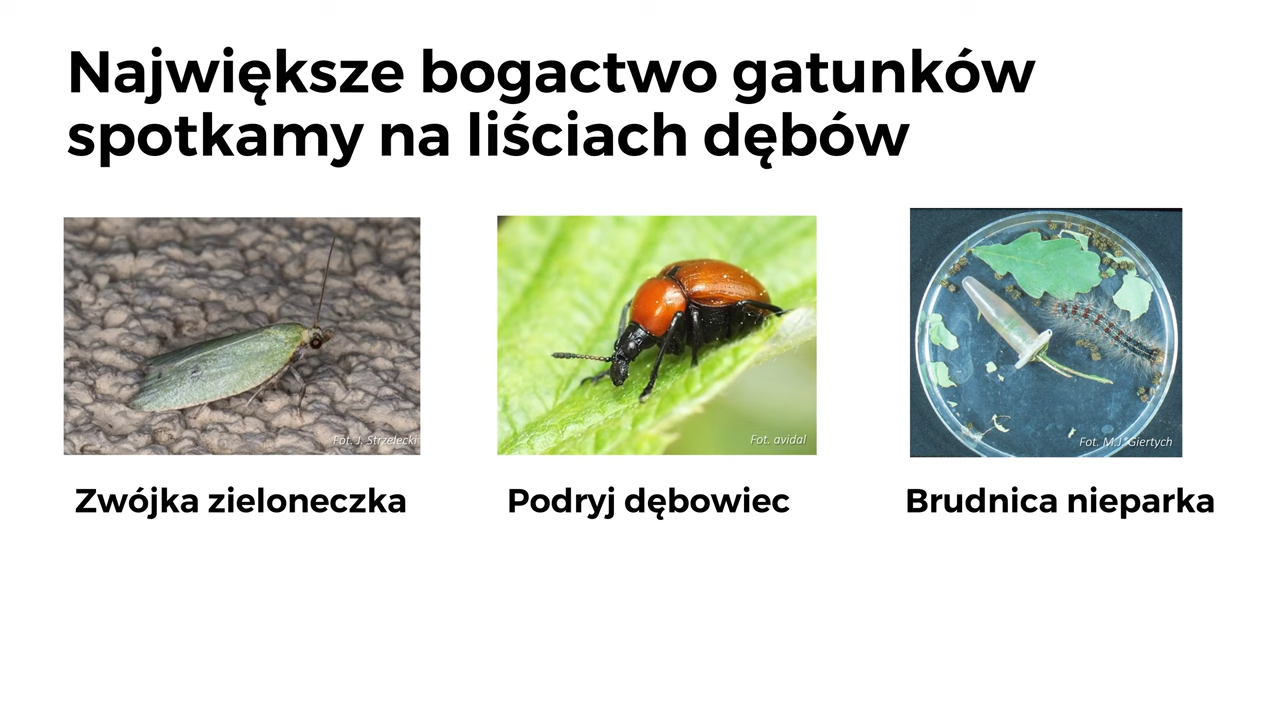 Największe bogactwo gatunków
spotkamy na liściach dębów
Fot. J. Strzelecki
Fot. avidal
Fot. M.J. Giertych
Zwójka zieloneczka
Podryj dębowiec
Brudnica nieparka